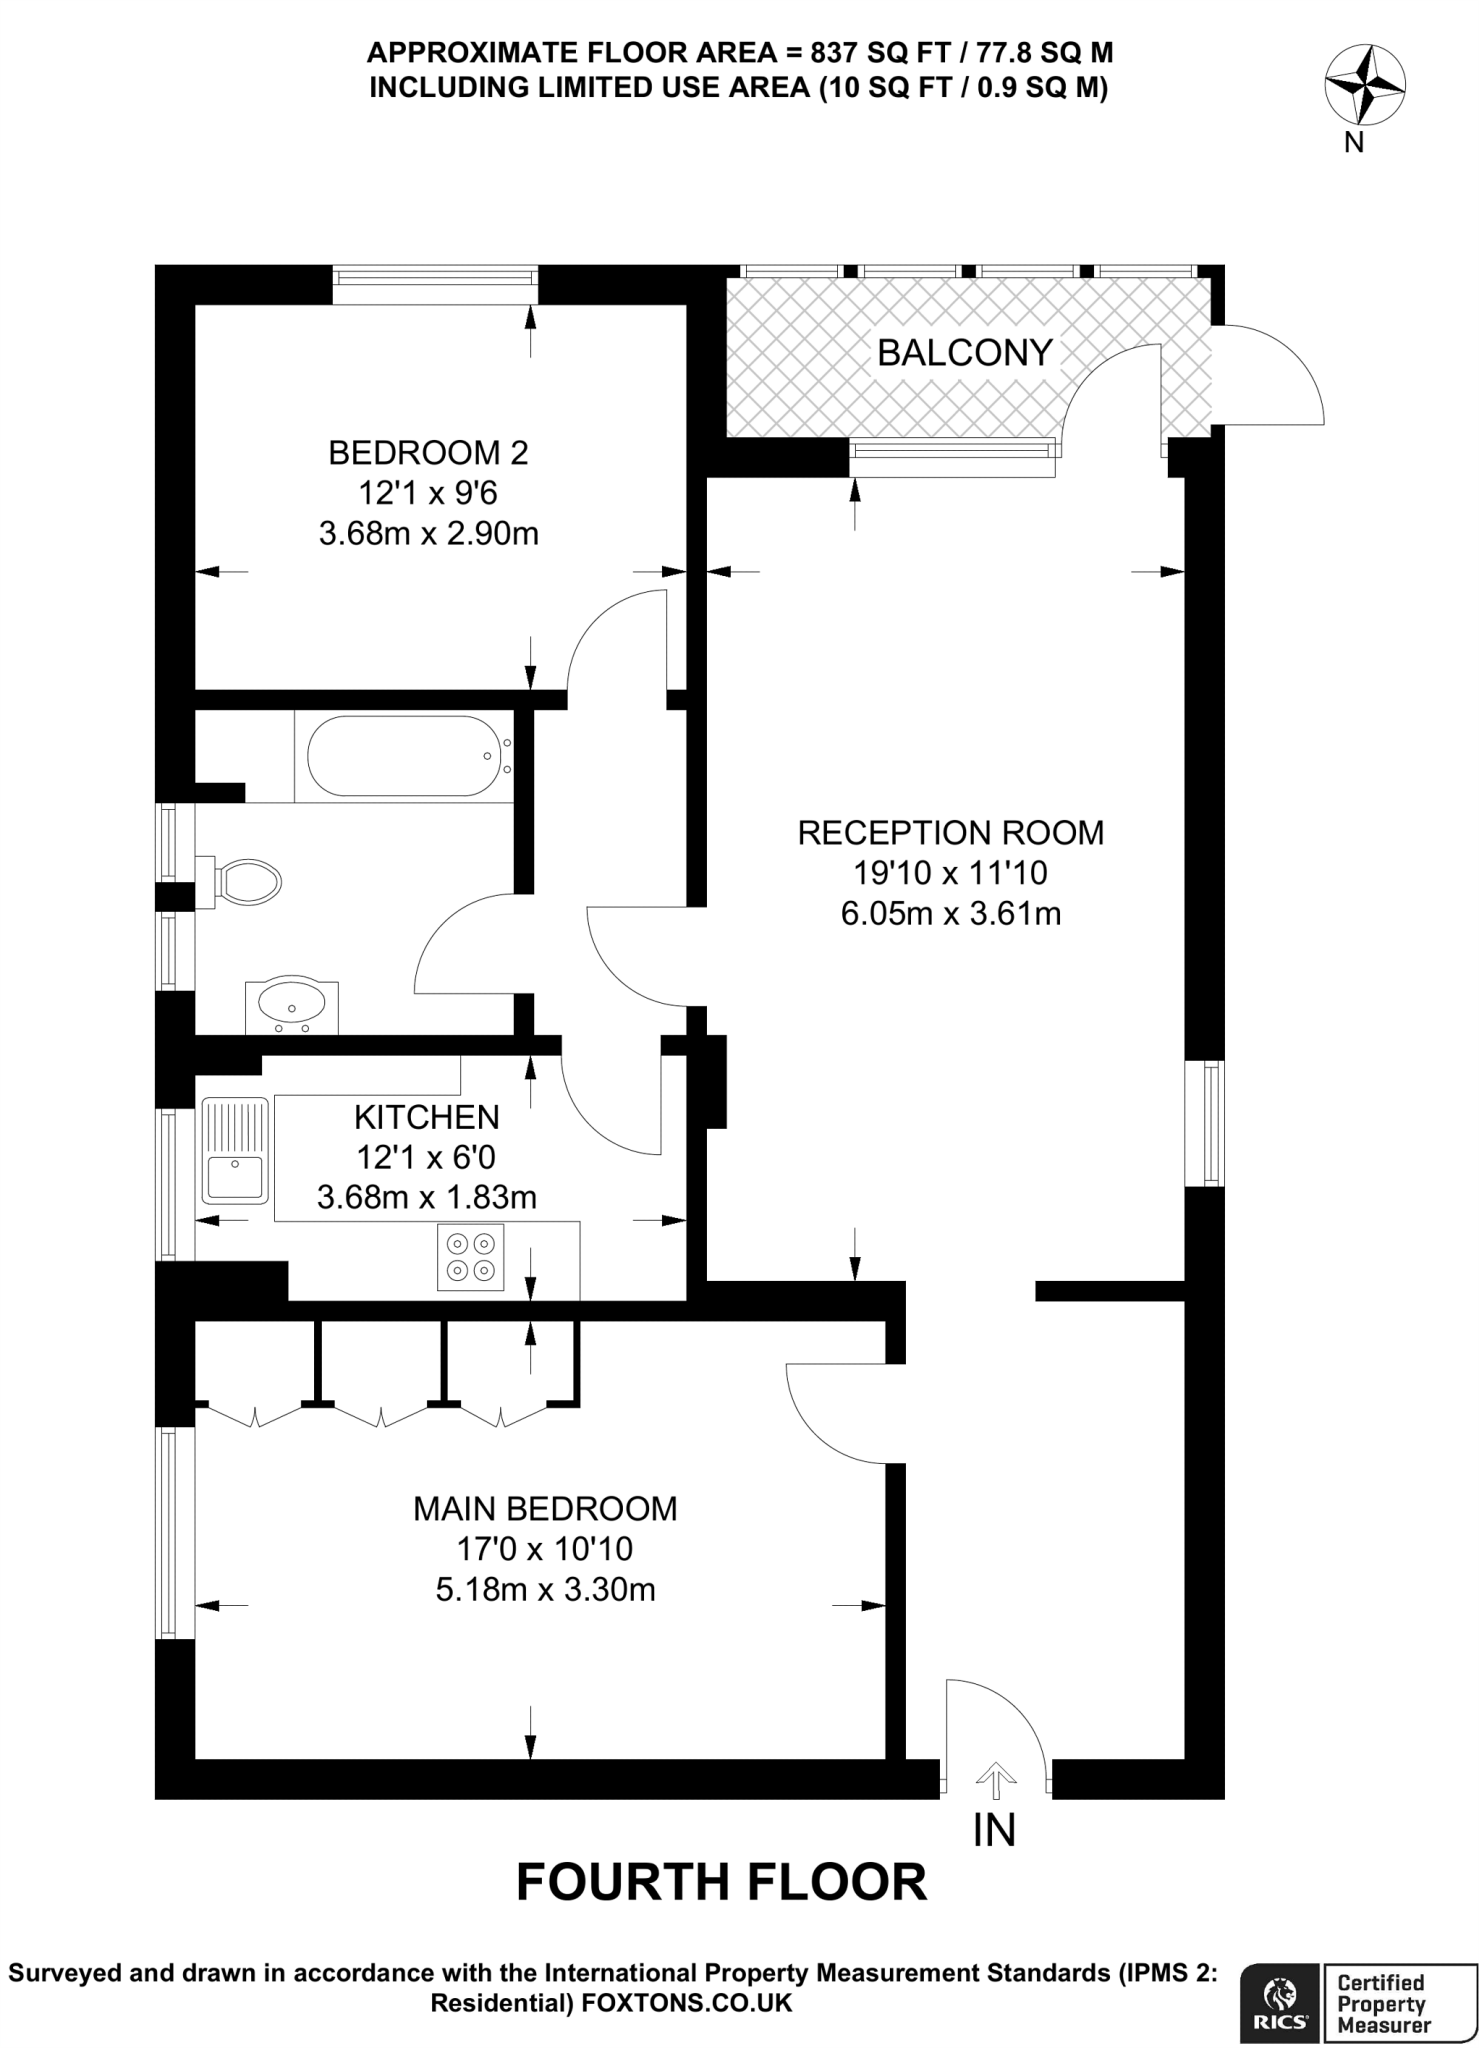 APPROXIMATE FLOOR AREA = 837 SQ FT / 77.8 SQ M
INCLUDING LIMITED USE AREA (10 SQ FT / 0.9 SQ M)
N
BALCONY
BEDROOM 2
12'1 x 9'6
3.68m x 2.90m
RECEPTION ROOM
19'10 x 11'10
6.05m x 3.61m
KITCHEN
12'1 x 6'0
3.68m x 1.83m
MAIN BEDROOM
17'0 x 10'10
5.18m x 3.30m
IN
FOURTH FLOOR
Surveyed and drawn in accordance with the International Property Measurement Standards (IPMS 2:
Residential) FOXTONS.CO.UK
RICS
Certified
Property
Measurer